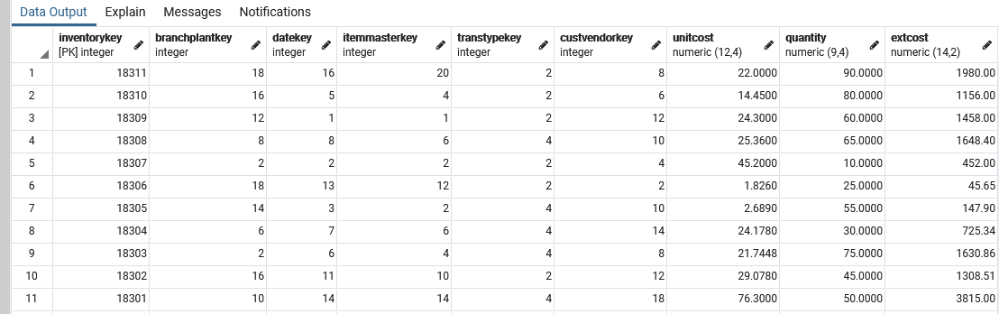 Data Output Explain Messages Notifications
inventorykey branchplantkey datekey itemmasterkey transtypekey custvendorkey unitcost quantity extcost
[PK] integer integer integer integer integer integer numeric (12,4) numeric (9,4) numeric (14,2)
1 18311 18 16 20 2 8 22.0000 90.0000 1980.00
2 18310 16 5 4 2 6 14.4500 80.0000 1156.00
3 18309 12 1 1 2 12 24.3000 60.0000 1458.00
4 18308 8 8 6 4 10 25.3600 65.0000 1648.40
5 18307 2 2 2 2 4 45.2000 10.0000 452.00
6 18306 18 13 12 2 2 1.8260 25.0000 45.65
7 18305 14 3 2 4 10 2.6890 55.0000 147.90
8 18304 6 7 6 4 14 24.1780 30.0000 725.34
9 18303 2 6 4 4 8 21.7448 75.0000 1630.86
10 18302 16 11 10 2 12 29.0780 45.0000 1308.51
11 18301 10 14 14 4 18 76.3000 50.0000 3815.00